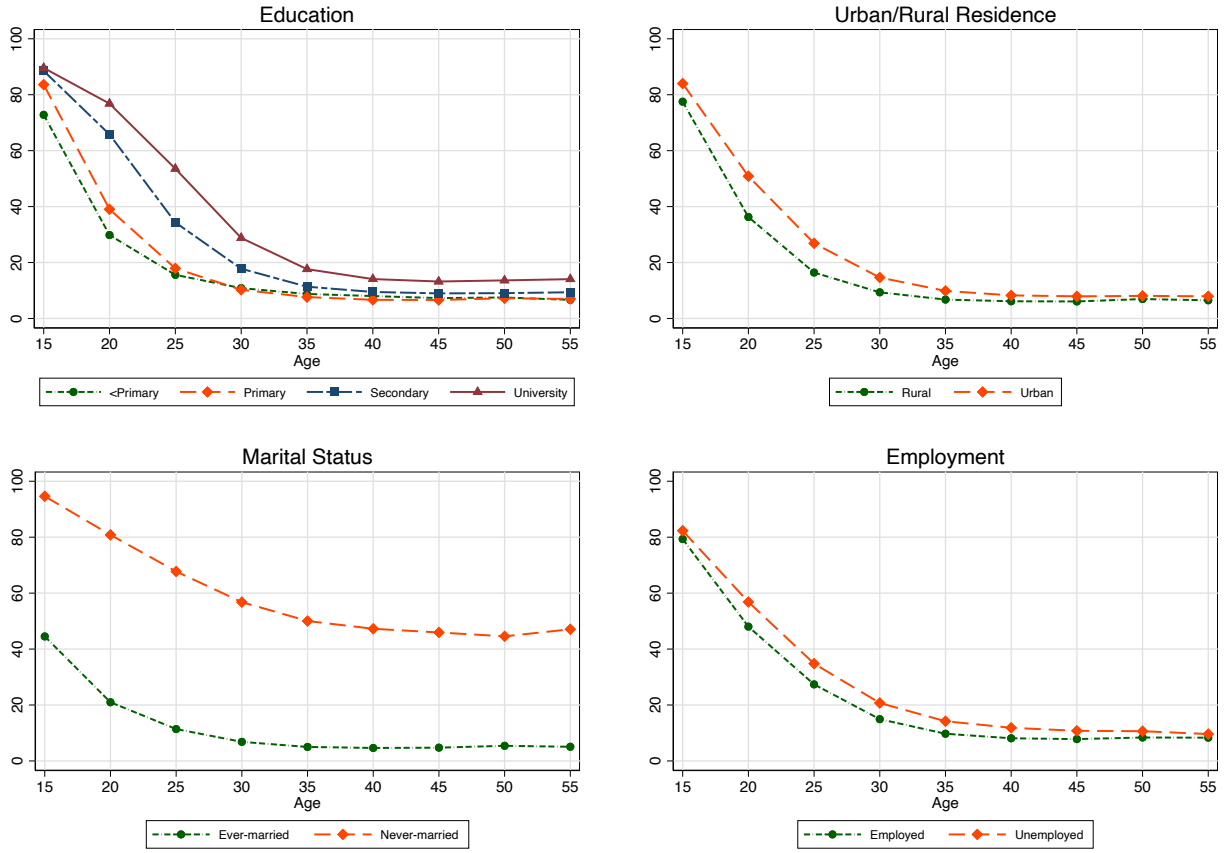 Education
100
80
60
40
20
0
15 20 25 30 35 40 45 50 55
Age
<Primary Primary Secondary University
Urban/Rural Residence
100
80
60
40
20
0
15 20 25 30 35 40 45 50 55
Age
Rural Urban
Marital Status
100
80
60
40
20
0
15 20 25 30 35 40 45 50 55
Age
Ever-married Never-married
Employment
100
80
60
40
20
0
15 20 25 30 35 40 45 50 55
Age
Employed Unemployed